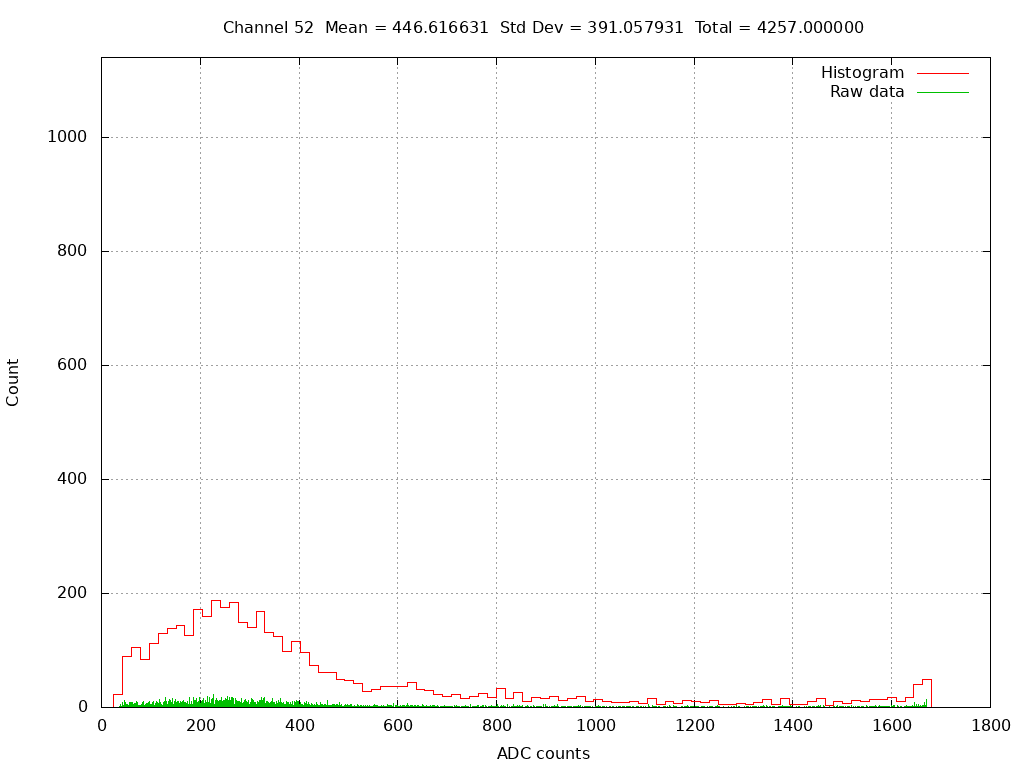 Channel 52  Mean = 446.616631  Std Dev = 391.057931  Total = 4257.000000
Histogram
Raw data
1000
800
600
400
200
0
Count
0 200 400 600 800 1000 1200 1400 1600 1800
ADC counts